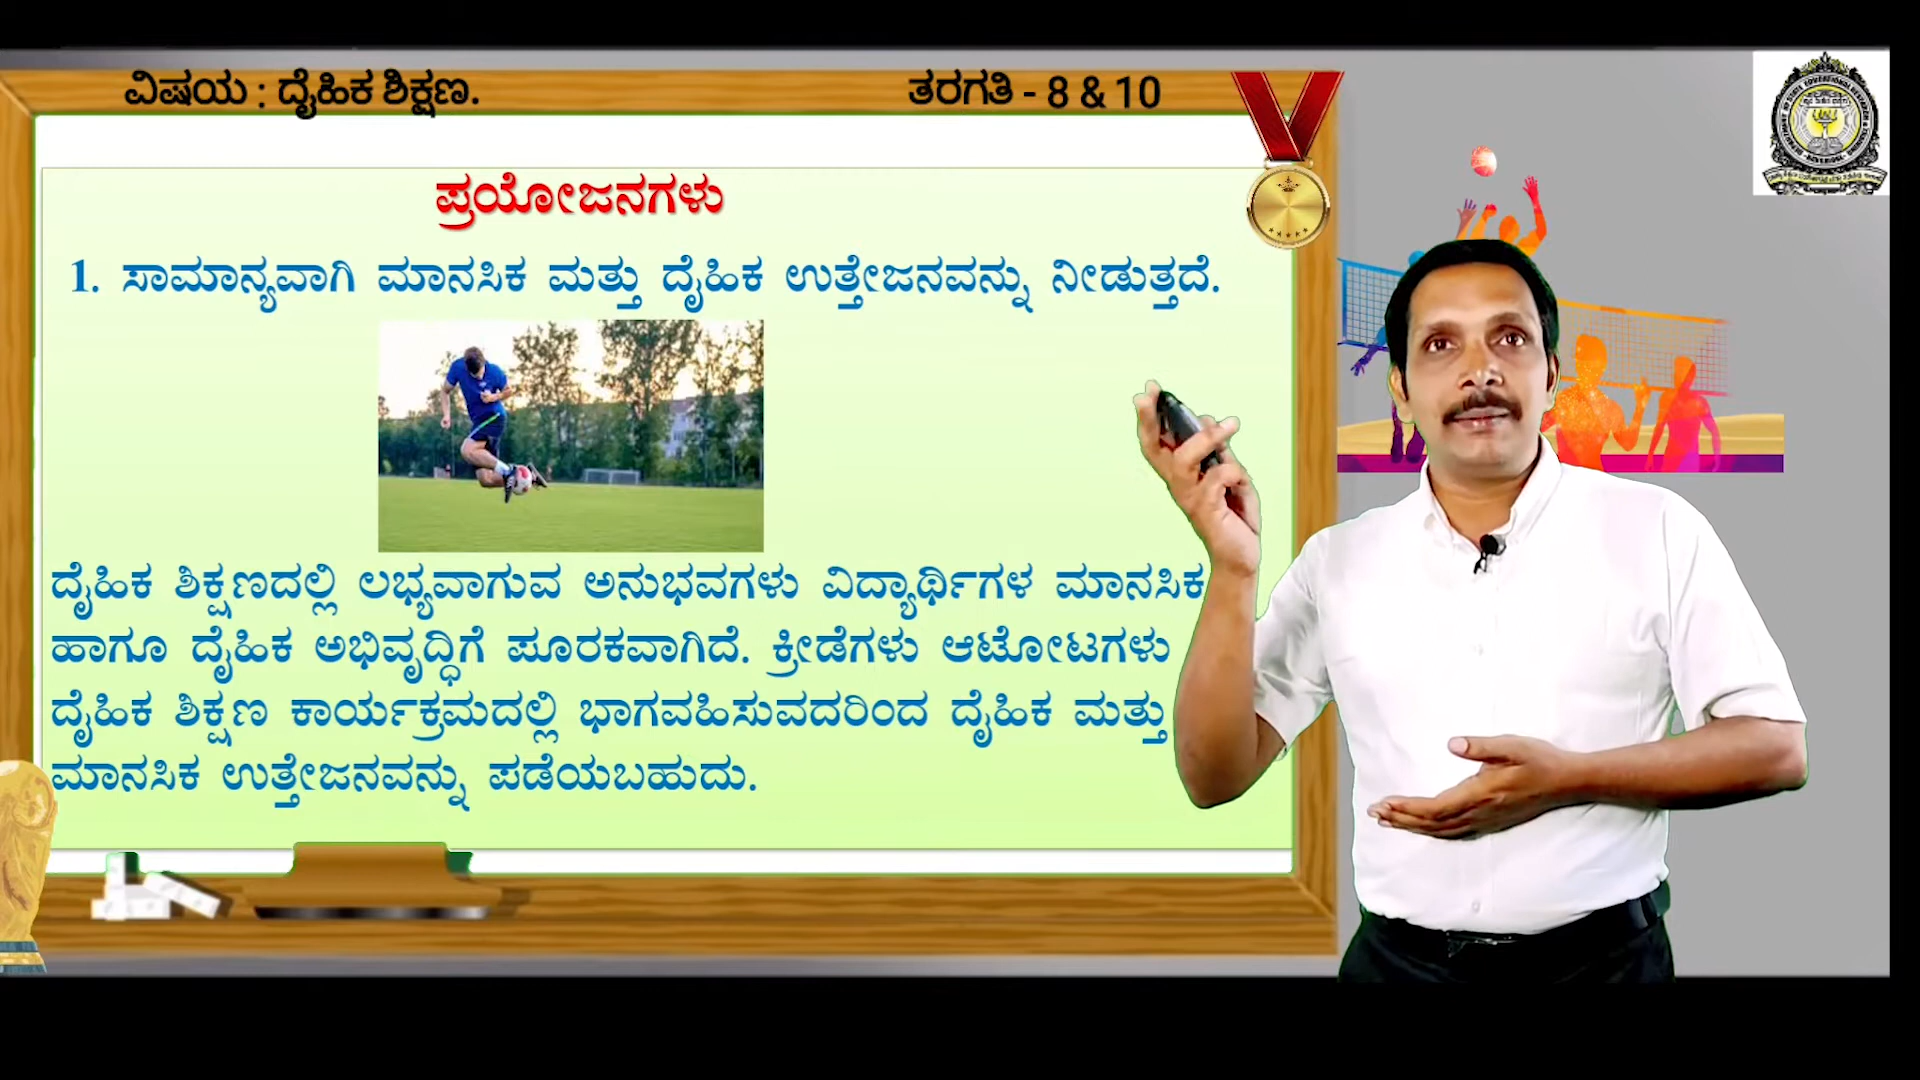 ವಿಷಯ : ದೈಹಿಕ ಶಿಕ್ಷಣ.
ತರಗತಿ - 8 & 10
ಪ್ರಯೋಜನಗಳು
1. ಸಾಮಾನ್ಯವಾಗಿ ಮಾನಸಿಕ ಮತ್ತು ದೈಹಿಕ ಉತ್ತೇಜನವನ್ನು ನೀಡುತ್ತದೆ.
ದೈಹಿಕ ಶಿಕ್ಷಣದಲ್ಲಿ ಲಭ್ಯವಾಗುವ ಅನುಭವಗಳು ವಿದ್ಯಾರ್ಥಿಗಳ ಮಾನಸಿಕ
ಹಾಗೂ ದೈಹಿಕ ಅಭಿವೃದ್ಧಿಗೆ ಪೂರಕವಾಗಿದೆ. ಕ್ರೀಡೆಗಳು ಆಟೋಟಗಳು
ದೈಹಿಕ ಶಿಕ್ಷಣ ಕಾರ್ಯಕ್ರಮದಲ್ಲಿ ಭಾಗವಹಿಸುವದರಿಂದ ದೈಹಿಕ ಮತ್ತು
ಮಾನಸಿಕ ಉತ್ತೇಜನವನ್ನು ಪಡೆಯಬಹುದು.